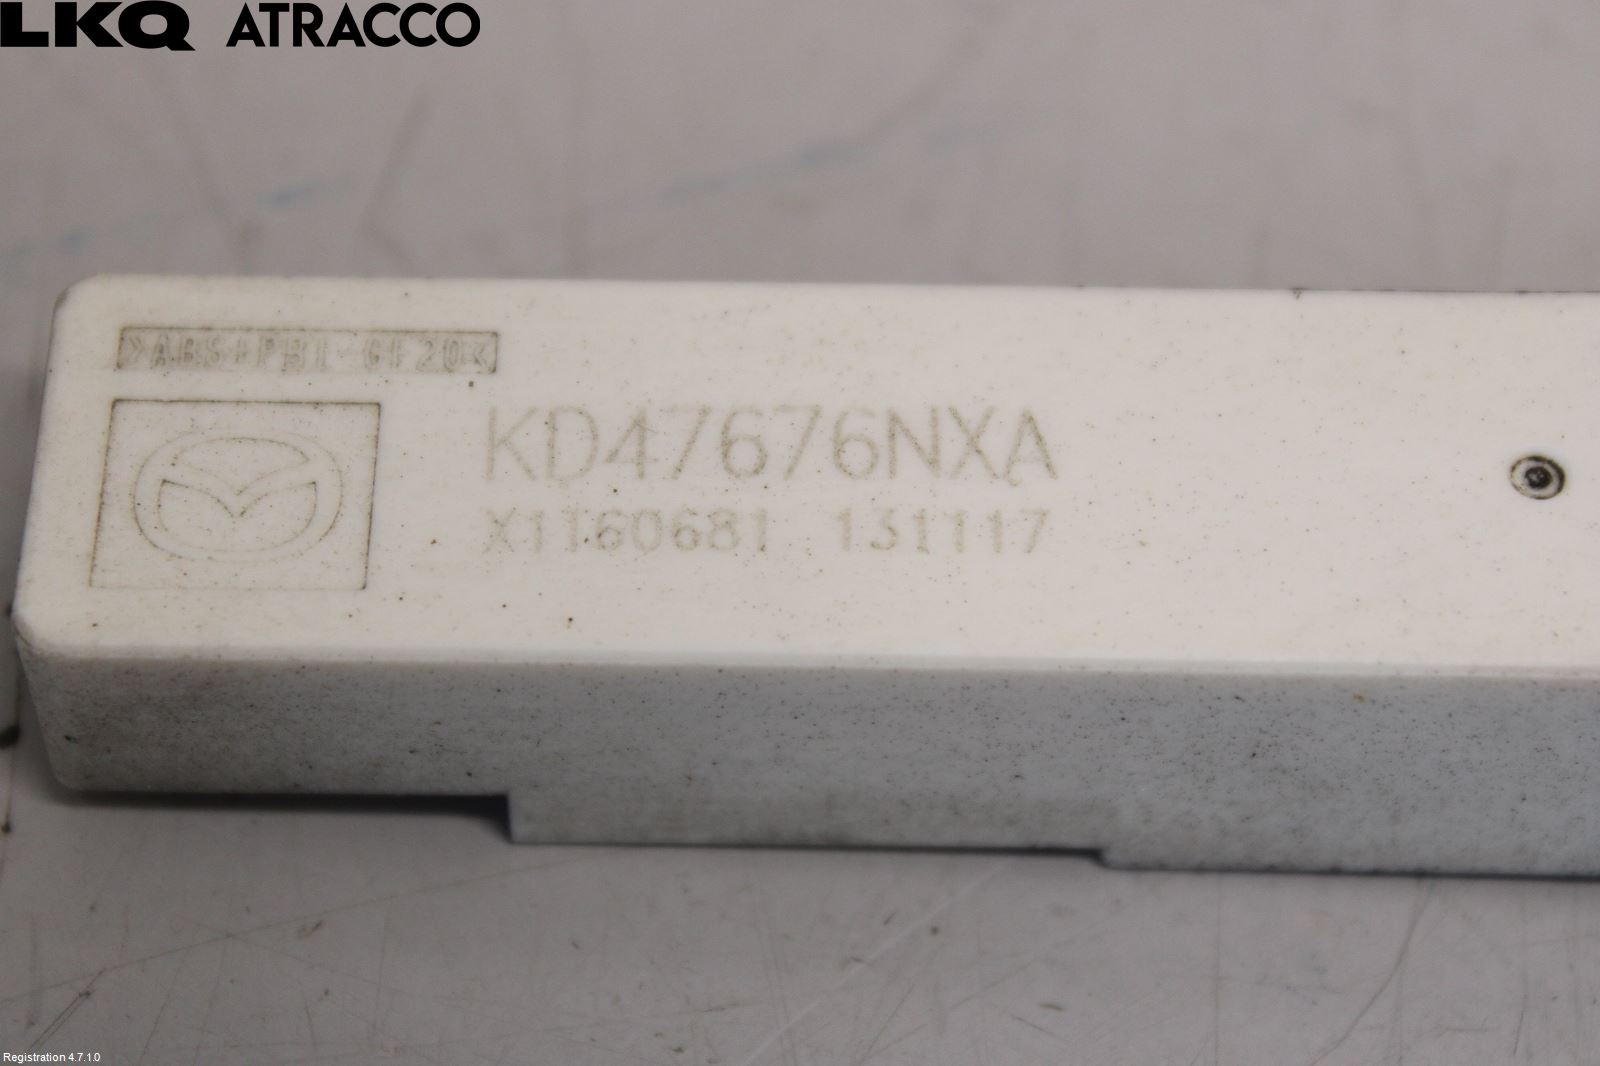 LKQ ATRACCO
>ABS+PBT-GF20<
KD47676NXA
X1160681 131117
Registration 4.7.1.0